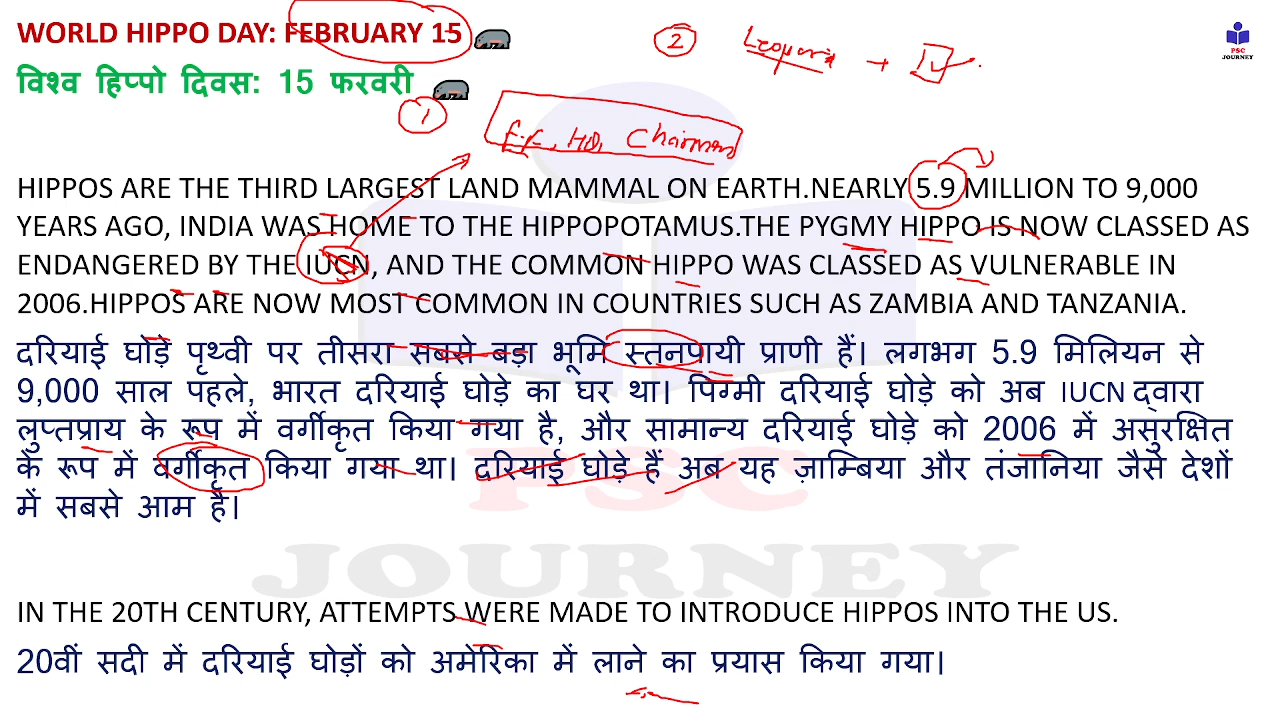 WORLD HIPPO DAY: FEBRUARY 15
विश्व हिप्पो दिवस: 15 फरवरी
PSC
JOURNEY
2
1
F.Y., HQ, Chairman
HIPPOS ARE THE THIRD LARGEST LAND MAMMAL ON EARTH.NEARLY 5.9 MILLION TO 9,000
YEARS AGO, INDIA WAS HOME TO THE HIPPOPOTAMUS.THE PYGMY HIPPO IS NOW CLASSED AS
ENDANGERED BY THE IUCN, AND THE COMMON HIPPO WAS CLASSED AS VULNERABLE IN
2006.HIPPOS ARE NOW MOST COMMON IN COUNTRIES SUCH AS ZAMBIA AND TANZANIA.
दरियाई घोड़े पृथ्वी पर तीसरा सबसे बड़ा भूमि स्तनपायी प्राणी हैं। लगभग 5.9 मिलियन से
9,000 साल पहले, भारत दरियाई घोड़े का घर था। पिग्मी दरियाई घोड़े को अब IUCN द्वारा
लुप्तप्राय के रूप में वर्गीकृत किया गया है, और सामान्य दरियाई घोड़े को 2006 में असुरक्षित
के रूप में वर्गीकृत किया गया था। दरियाई घोड़े हैं अब यह ज़ाम्बिया और तंजानिया जैसे देशों
में सबसे आम है।
PSC
JOURNEY
IN THE 20TH CENTURY, ATTEMPTS WERE MADE TO INTRODUCE HIPPOS INTO THE US.
20वीं सदी में दरियाई घोड़ों को अमेरिका में लाने का प्रयास किया गया।